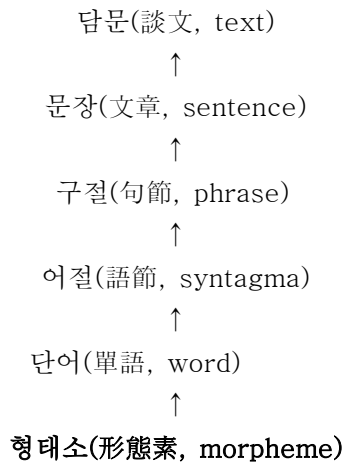 담문(談文, text)
↑
문장(文章, sentence)
↑
구절(句節, phrase)
↑
어절(語節, syntagma)
↑
단어(單語, word)
↑
형태소(形態素, morpheme)